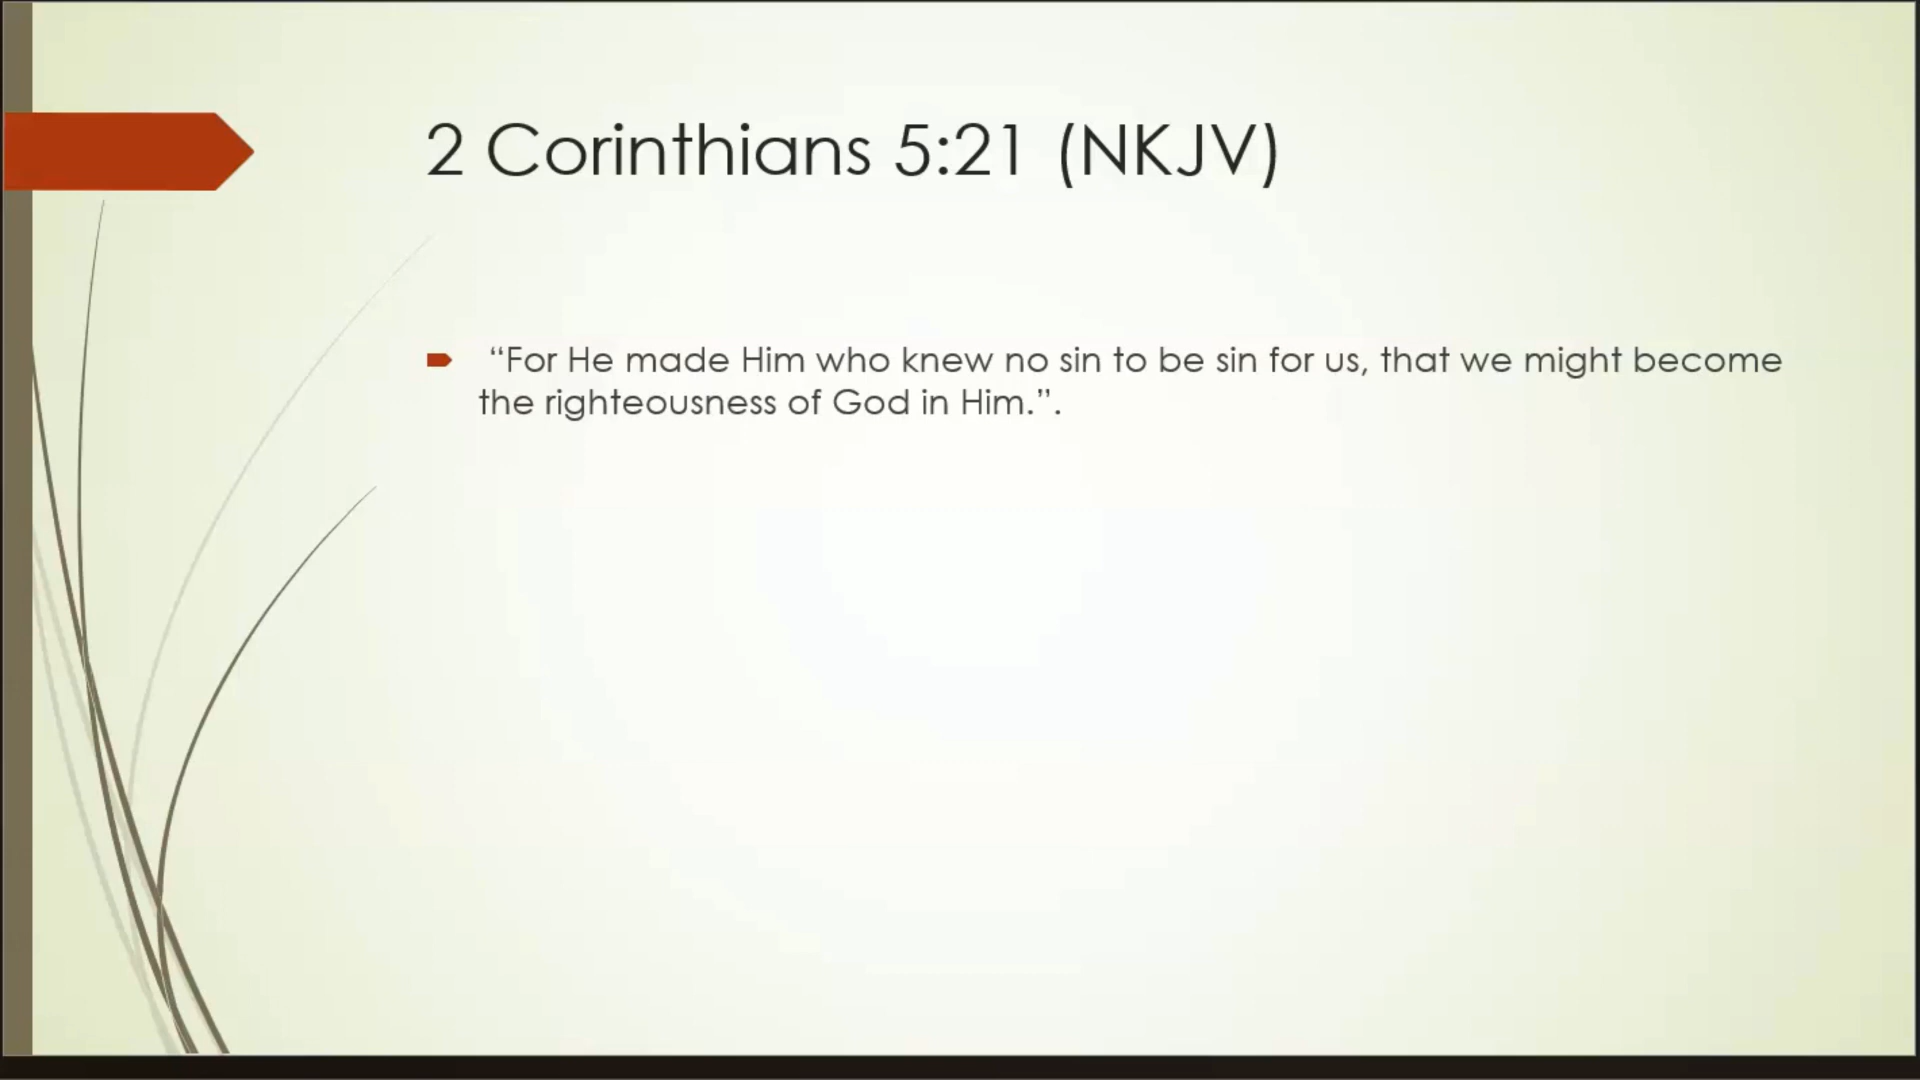 2 Corinthians 5:21 (NKJV)
“For He made Him who knew no sin to be sin for us, that we might become
the righteousness of God in Him.”.